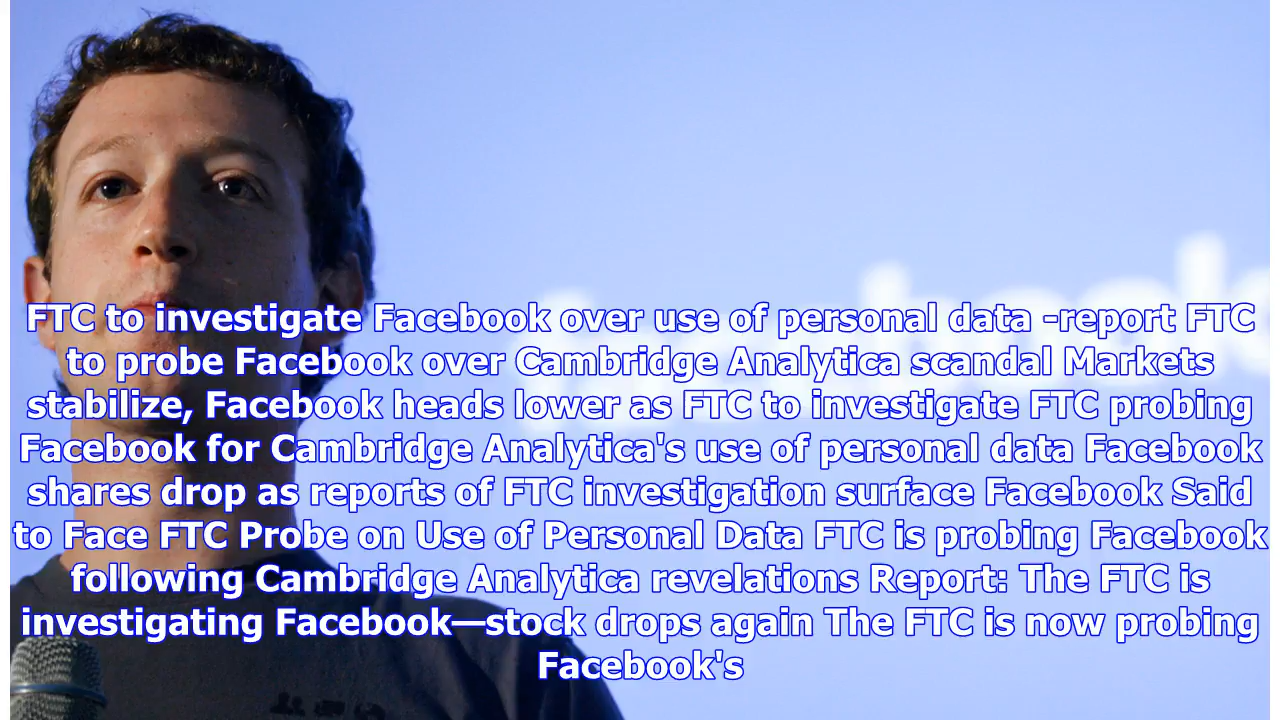 FTC to investigate Facebook over use of personal data -report FTC
to probe Facebook over Cambridge Analytica scandal Markets
stabilize, Facebook heads lower as FTC to investigate FTC probing
Facebook for Cambridge Analytica's use of personal data Facebook
shares drop as reports of FTC investigation surface Facebook Said
to Face FTC Probe on Use of Personal Data FTC is probing Facebook
following Cambridge Analytica revelations Report: The FTC is
investigating Facebook—stock drops again The FTC is now probing
Facebook's